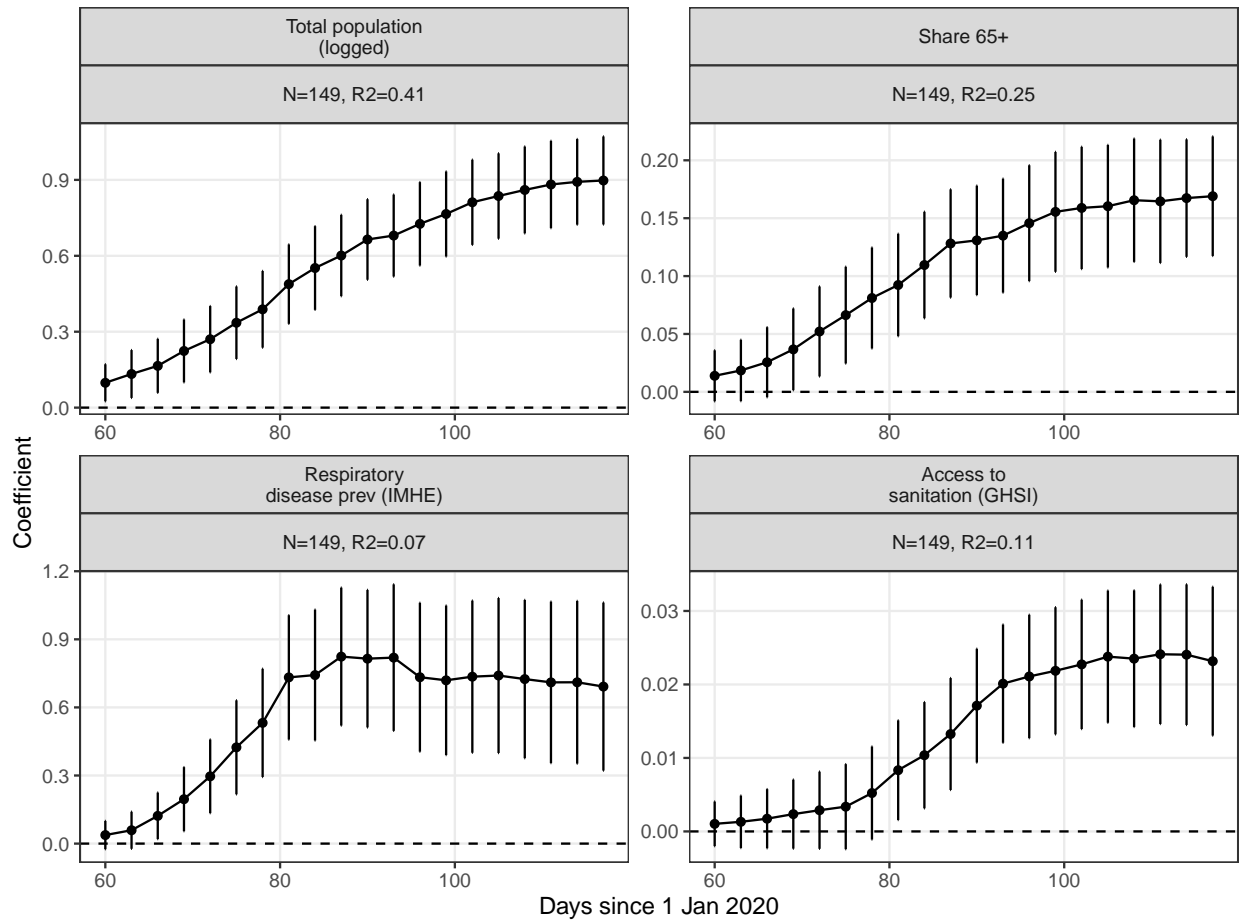 Total population
(logged)
N=149, R2=0.41
Share 65+
N=149, R2=0.25
0.9
0.6
0.3
0.0
60
80
100
0.20
0.15
0.10
0.05
0.00
60
80
100
Coefficient
Respiratory
disease prev (IMHE)
N=149, R2=0.07
Access to
sanitation (GHSI)
N=149, R2=0.11
1.2
0.9
0.6
0.3
0.0
60
80
100
0.03
0.02
0.01
0.00
60
80
100
Days since 1 Jan 2020